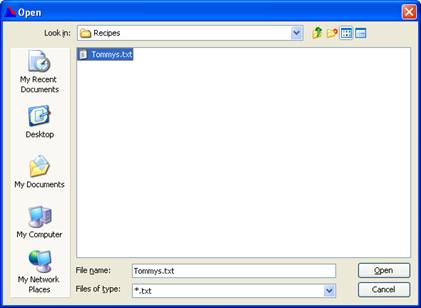 Open
Look in:
Recipes
Tommys.txt
My Recent
Documents
Desktop
My Documents
My Computer
My Network
Places
File name:
Tommys.txt
Open
Files of type:
*.txt
Cancel